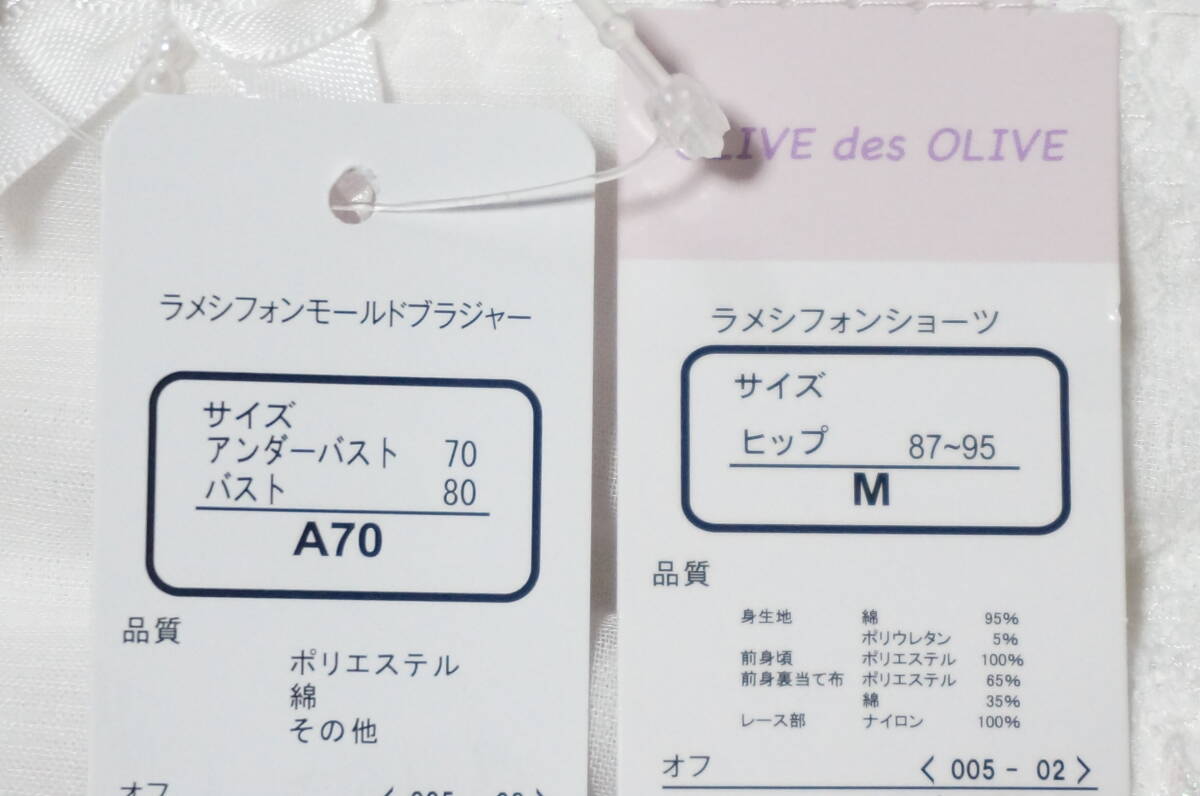 ラメシフォンモールドブラジャー
サイズ
アンダーバスト 70
バスト 80
A70
品質
ポリエステル
綿
その他
オフ
OLIVE des OLIVE
ラメシフォンショーツ
サイズ
ヒップ 87~95
M
品質
身生地 綿 95%
ポリウレタン 5%
前身頃 ポリエステル 100%
前身裏当て布 ポリエステル 65%
綿 35%
レース部 ナイロン 100%
オフ 〈 005 - 02 〉